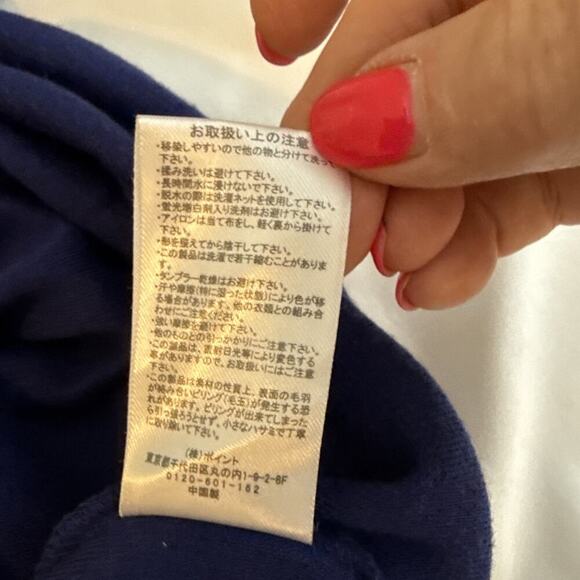 お取扱い上の注意
・移染しやすいので他の物と分けて洗って
下さい。
・揉み洗いは避けて下さい。
・長時間水に浸けないで下さい。
・脱水の際は洗濯ネットを使用して下さい。
・蛍光増白剤入り洗剤はお避け下さい。
・アイロンは当て布をし、軽く裏から掛けて
下さい。
・形を整えてから陰干して下さい。
・この製品は洗濯で若干縮むことがありま
す。
・タンブラー乾燥はお避け下さい。
・汗や摩擦(特に湿った状態)により色が移
る場合があります。他の衣類との組み合
わせにご注意下さい。
・強い摩擦を避けて下さい。
・他のものとの引っかかりにご注意下さい。
・この製品は、直射日光等により変色する
事がありますので、お取扱いにはご注意
下さい。
・この製品は素材の性質上、表面の毛羽
が絡み合いピリング(毛玉)が発生する恐
れがあります。ピリングが出来てしまった
ら引っ張ろうとせず、小さなハサミで丁寧
に取り除いて下さい。
(株)ポイント
東京都千代田区丸の内1-9-2-8F
0120-601-162
中国製